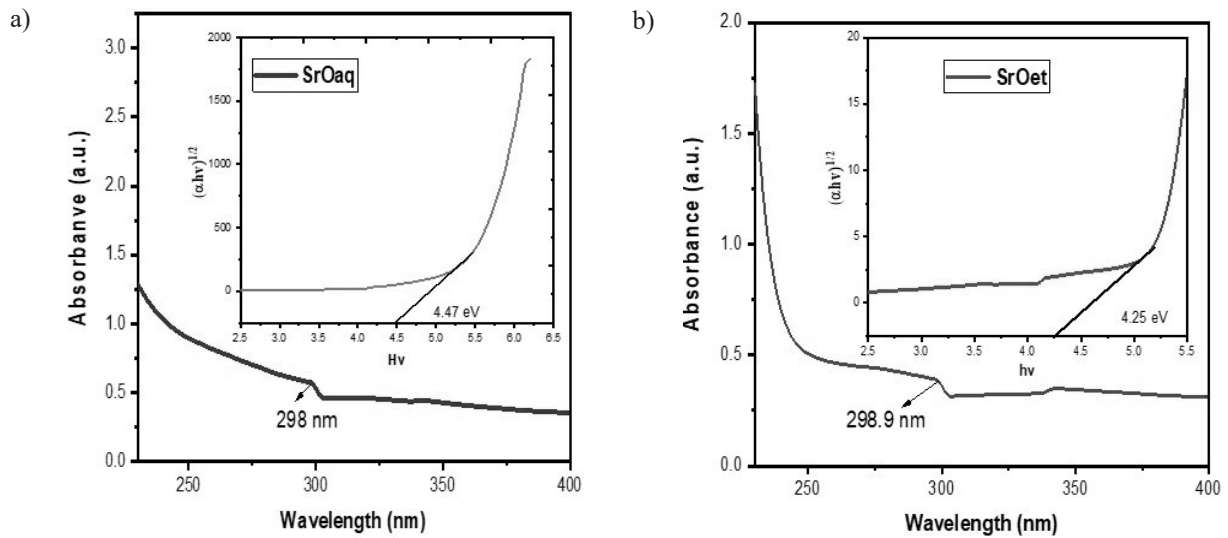 a)
3.0
2.5
2.0
1.5
1.0
0.5
0.0
Absorbanve (a.u.)
250
300
350
400
Wavelength (nm)
298 nm
SrOaq
2000
1500
1000
500
0
(αhν)1/2
2.5 3.0 3.5 4.0 4.5 5.0 5.5 6.0 6.5
Hν
4.47 eV
b)
2.0
1.5
1.0
0.5
0.0
Absorbance (a.u.)
250
300
350
400
Wavelength (nm)
298.9 nm
SrOet
20
15
10
5
0
(αhν)1/2
2.5 3.0 3.5 4.0 4.5 5.0 5.5
hν
4.25 eV